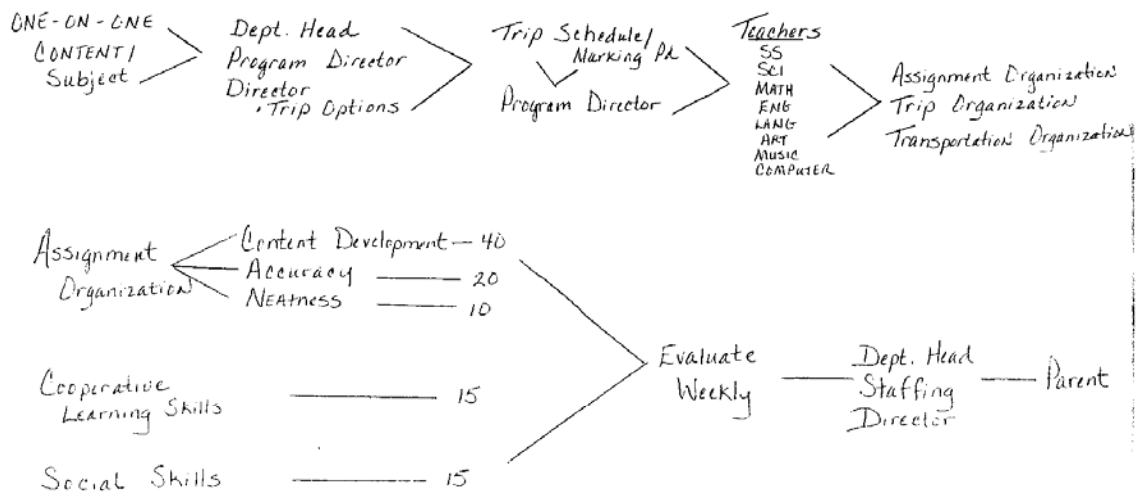 ONE-ON-ONE
CONTENT/
Subject
Dept. Head
Program Director
Director
• Trip Options
Trip Schedule/
Marking Pd
Program Director
Teachers
SS
SCI
MATH
ENG
LANG
ART
MUSIC
COMPUTER
Assignment Organization
Trip Organization
Transportation Organization
Assignment
Organization
Content Development — 40
Accuracy — 20
NEAtness — 10
Cooperative
Learning Skills — 15
Social Skills — 15
Evaluate
Weekly
Dept. Head
Staffing
Director
Parent